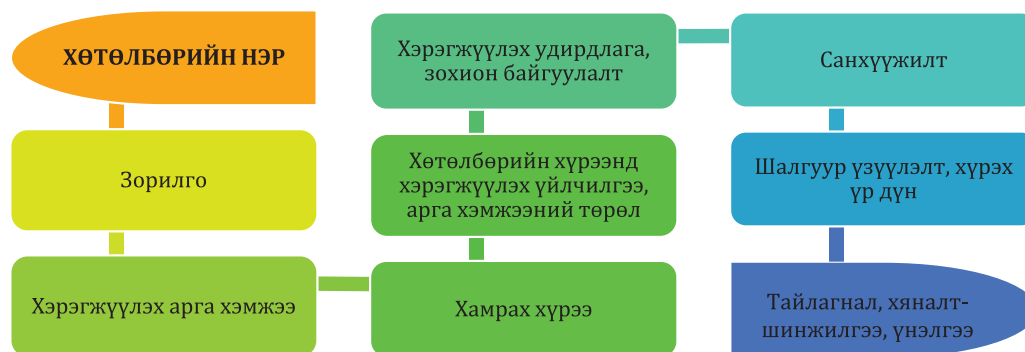 ХӨТӨЛБӨРИЙН НЭР
Зорилго
Хэрэгжүүлэх арга хэмжээ
Хамрах хүрээ
Хөтөлбөрийн хүрээнд
хэрэгжүүлэх үйлчилгээ,
арга хэмжээний төрөл
Хэрэгжүүлэх удирдлага,
зохион байгуулалт
Санхүүжилт
Шалгуур үзүүлэлт, хүрэх
үр дүн
Тайлагнал, хяналт-
шинжилгээ, үнэлгээ